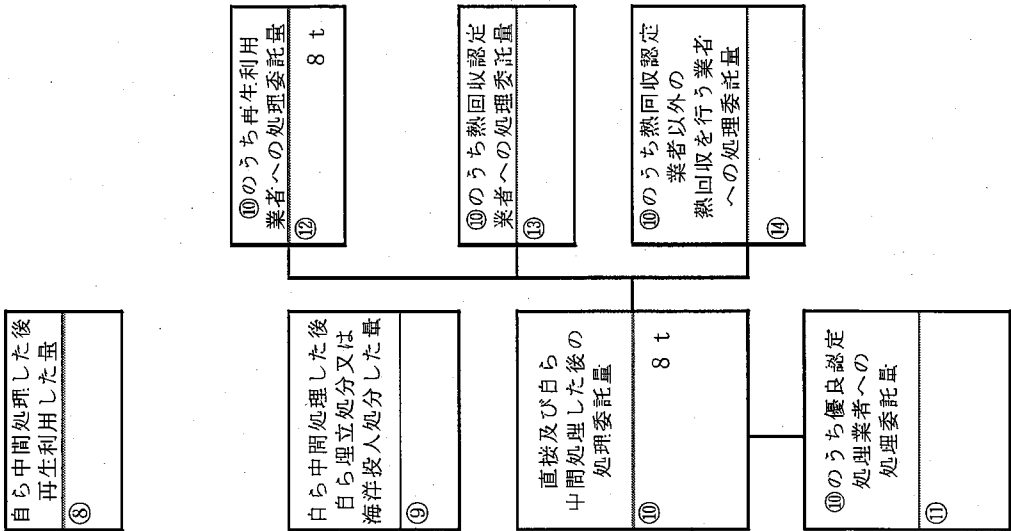 自ら中間処理した後
再生利用した量
⑧
自ら中間処理した後
自ら埋立処分又は
海洋投入処分した量
⑨
直接及び自ら
中間処理した後の
処理委託量
⑩
8 t
⑩のうち優良認定
処理業者への
処理委託量
⑪
⑩のうち再生利用
業者への処理委託量
⑫
8 t
⑩のうち熱回収認定
業者への処理委託量
⑬
⑩のうち熱回収認定
業者以外の
熱回収を行う業者
への処理委託量
⑭